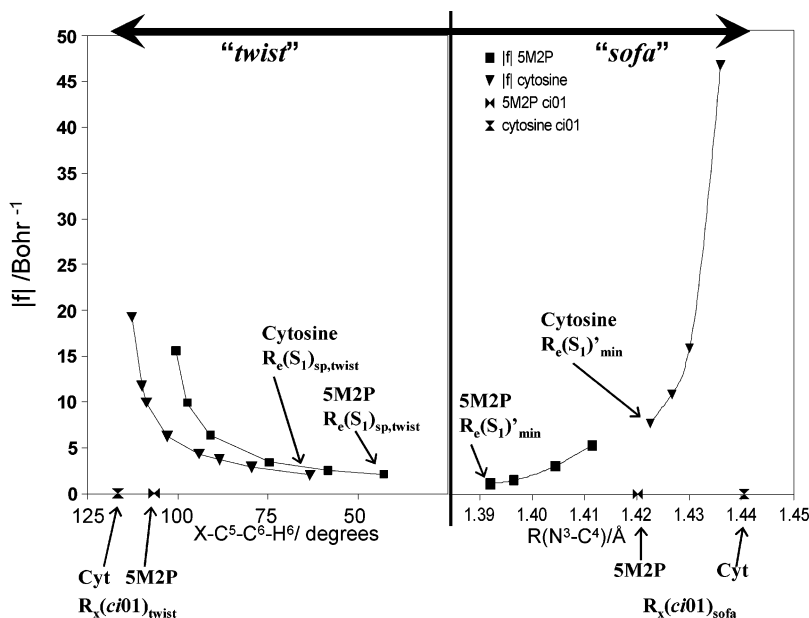 “twist”
“sofa”
|f| 5M2P
|f| cytosine
5M2P ci01
cytosine ci01
|f| /Bohr⁻¹
50
45
40
35
30
25
20
15
10
5
0
Cytosine
Rₑ(S₁)sp,twist
5M2P
Rₑ(S₁)sp,twist
Cytosine
Rₑ(S₁)’min
5M2P
Rₑ(S₁)’min
125 100 75 50
X-C⁵-C⁶-H⁶/ degrees
1.39 1.40 1.41 1.42 1.43 1.44 1.45
R(N³-C⁴)/Å
Cyt 5M2P
Rₓ(ci01)twist
5M2P Cyt
Rₓ(ci01)sofa